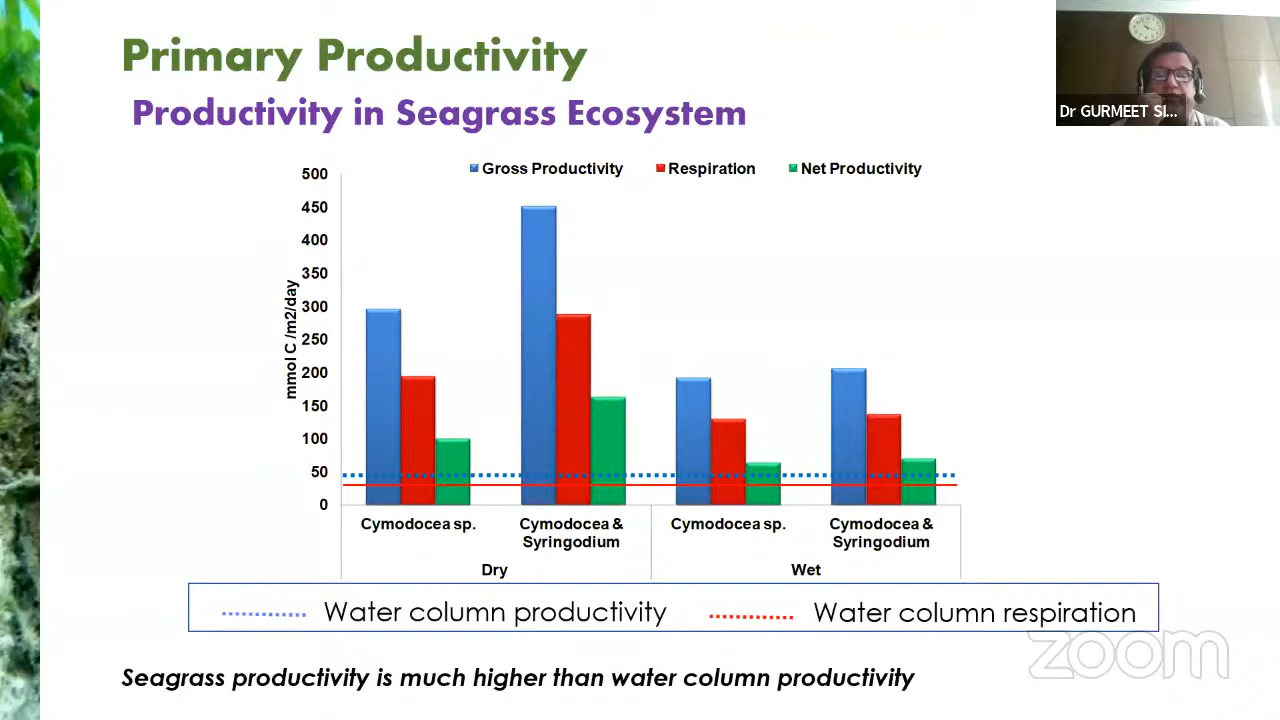 Primary Productivity
Productivity in Seagrass Ecosystem
Dr GURMEET SI...
Gross Productivity
Respiration
Net Productivity
mmol C /m2/day
500
450
400
350
300
250
200
150
100
50
0
Cymodocea sp.
Cymodocea &
Syringodium
Cymodocea sp.
Cymodocea &
Syringodium
Dry
Wet
Water column productivity
Water column respiration
zoom
Seagrass productivity is much higher than water column productivity